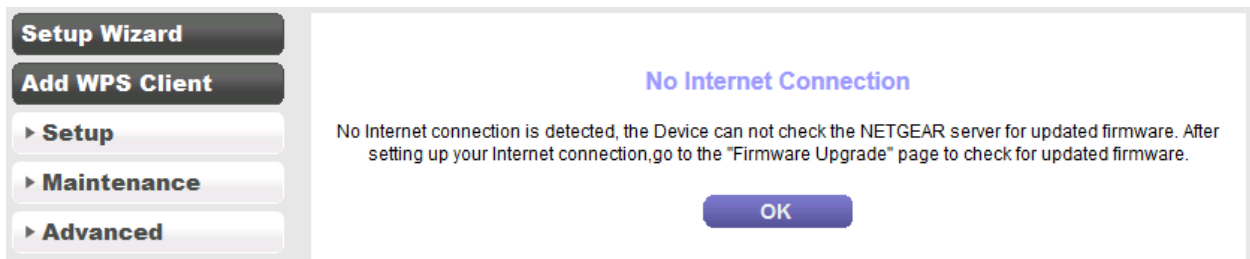 Setup Wizard
Add WPS Client
Setup
Maintenance
Advanced
No Internet Connection
No Internet connection is detected, the Device can not check the NETGEAR server for updated firmware. After
setting up your Internet connection,go to the "Firmware Upgrade" page to check for updated firmware.
OK